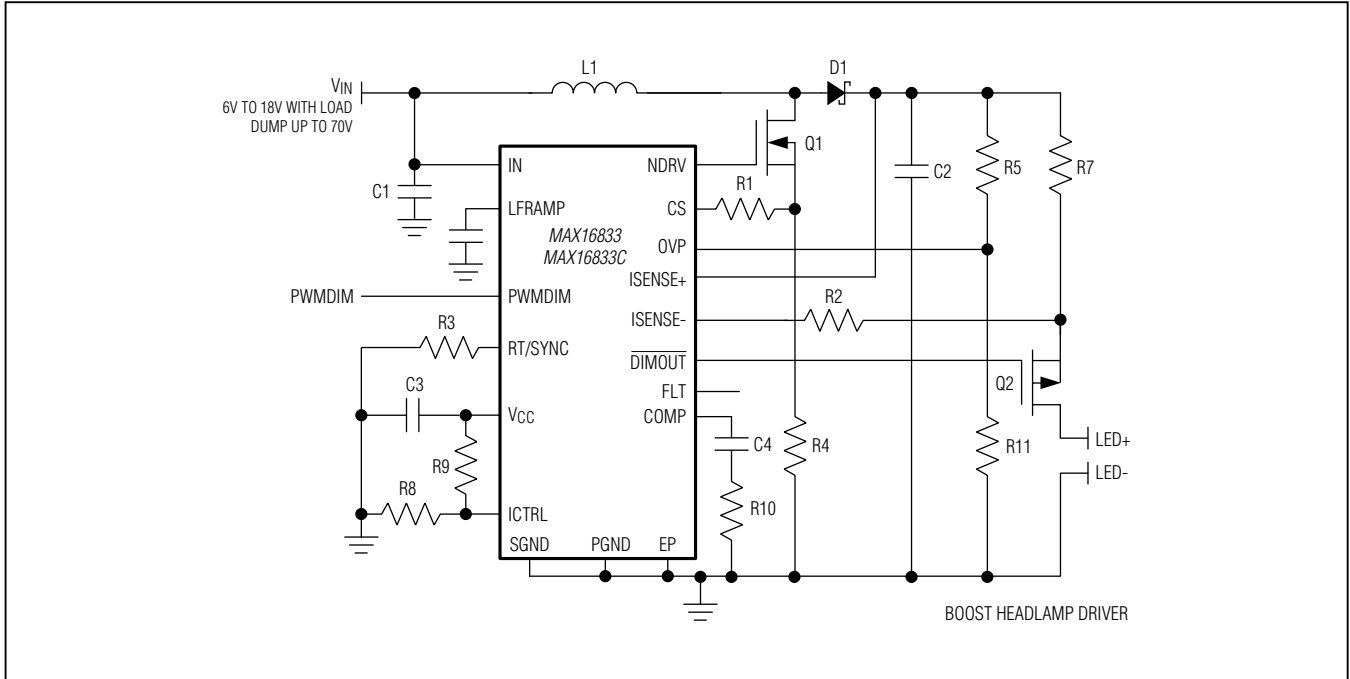 L1
D1
VIN
6V TO 18V WITH LOAD
DUMP UP TO 70V
Q1
IN
NDRV
C2
R5
R7
C1
R1
LFRAMP
CS
MAX16833
MAX16833C
OVP
ISENSE+
PWMDIM
PWMDIM
R2
ISENSE-
R3
RT/SYNC
DIMOUT
Q2
FLT
C3
VCC
COMP
LED+
C4
R4
R11
LED-
R9
R8
R10
ICTRL
SGND
PGND
EP
BOOST HEADLAMP DRIVER